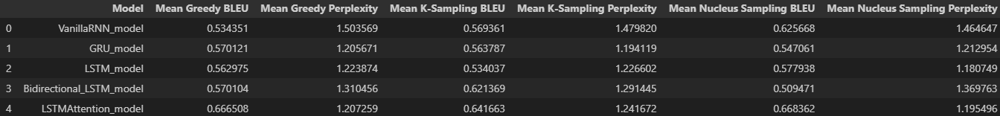 Model Mean Greedy BLEU Mean Greedy Perplexity Mean K-Sampling BLEU Mean K-Sampling Perplexity Mean Nucleus Sampling BLEU Mean Nucleus Sampling Perplexity
0 VanillaRNN_model 0.534351 1.503569 0.569361 1.479820 0.625668 1.464647
1 GRU_model 0.570121 1.205671 0.563787 1.194119 0.547061 1.212954
2 LSTM_model 0.562975 1.223874 0.534037 1.226602 0.577938 1.180749
3 Bidirectional_LSTM_model 0.570104 1.310456 0.621369 1.291445 0.509471 1.369763
4 LSTMAttention_model 0.666508 1.207259 0.641663 1.241672 0.668362 1.195496